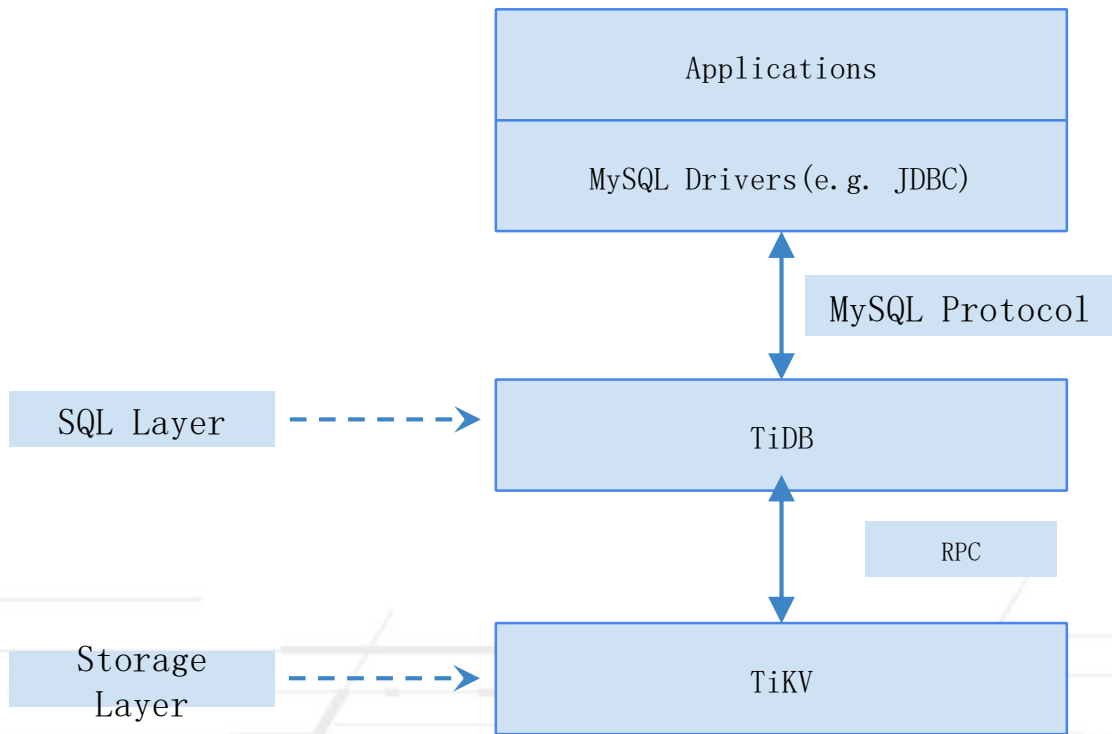 Applications
MySQL Drivers(e.g. JDBC)
MySQL Protocol
SQL Layer
TiDB
RPC
Storage
Layer
TiKV